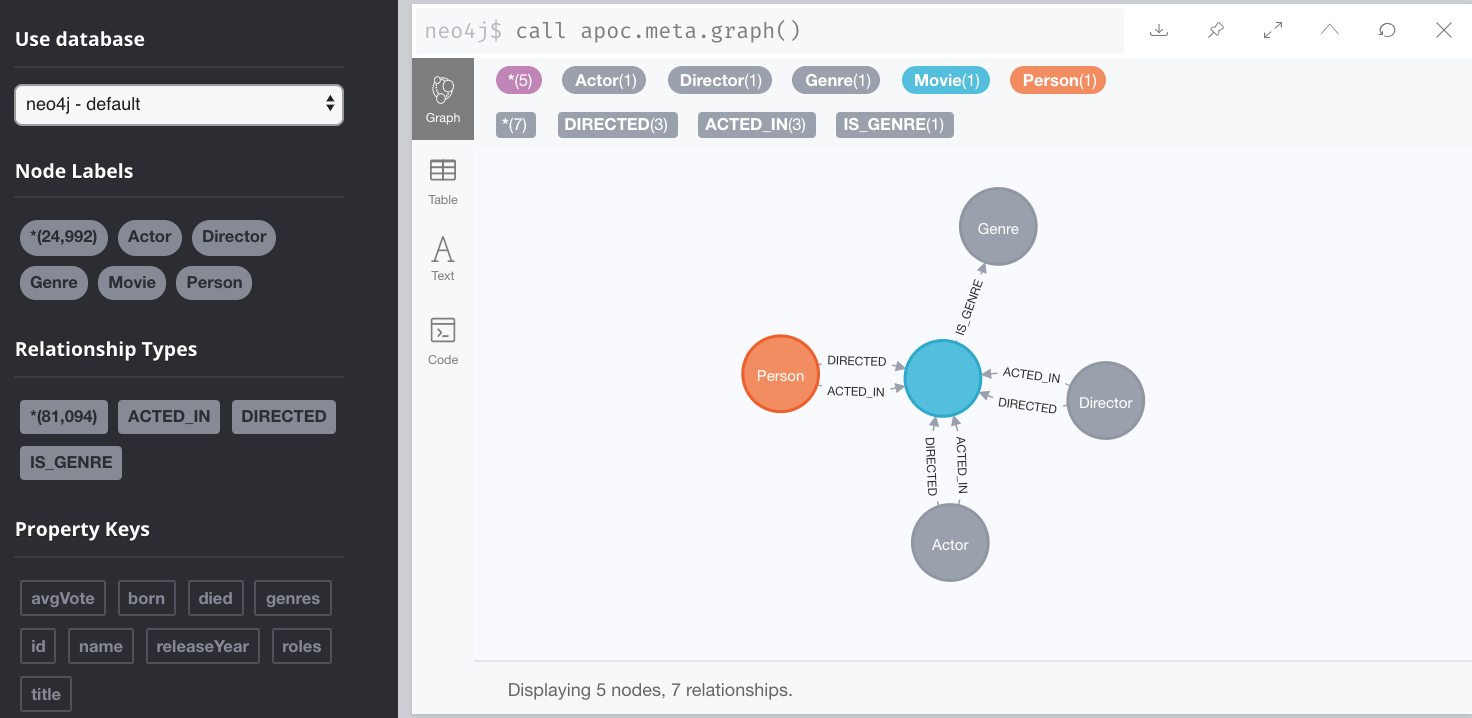 Use database
neo4j - default
Node Labels
*(24,992) Actor Director
Genre Movie Person
Relationship Types
*(81,094) ACTED_IN DIRECTED
IS_GENRE
Property Keys
avgVote born died genres
id name releaseYear roles
title
neo4j$ call apoc.meta.graph()
Graph
Table
Text
Code
*(5) Actor(1) Director(1) Genre(1) Movie(1) Person(1)
*(7) DIRECTED(3) ACTED_IN(3) IS_GENRE(1)
Genre
IS_GENRE
Person
DIRECTED
ACTED_IN
ACTED_IN
DIRECTED
Director
DIRECTED
ACTED_IN
Actor
Displaying 5 nodes, 7 relationships.